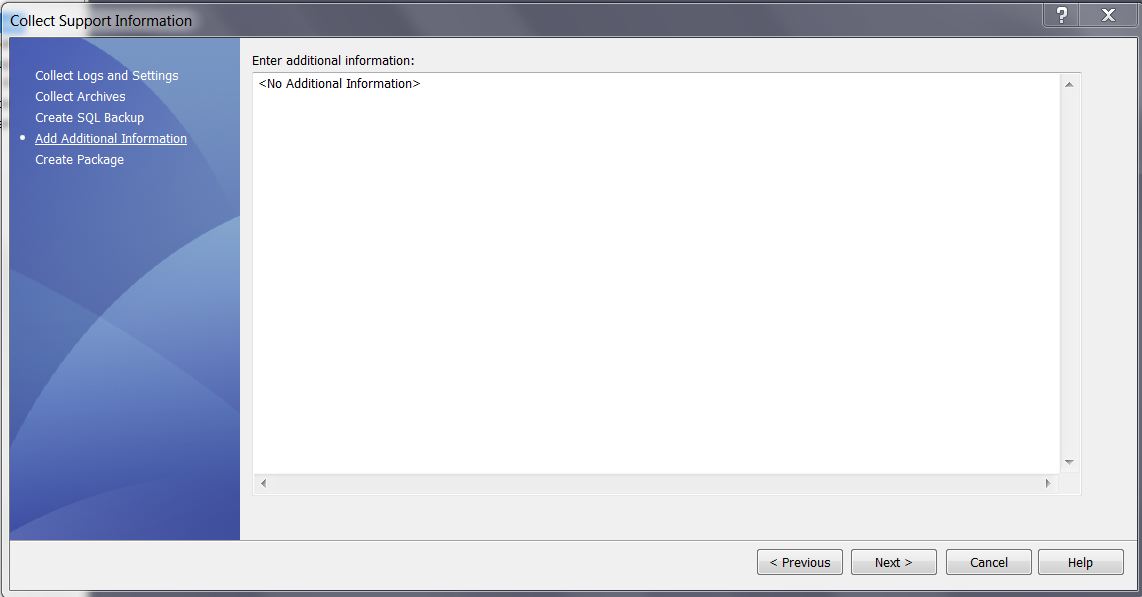 Collect Support Information
?
X
Collect Logs and Settings
Collect Archives
Create SQL Backup
Add Additional Information
Create Package
Enter additional information:
<No Additional Information>
< Previous
Next >
Cancel
Help